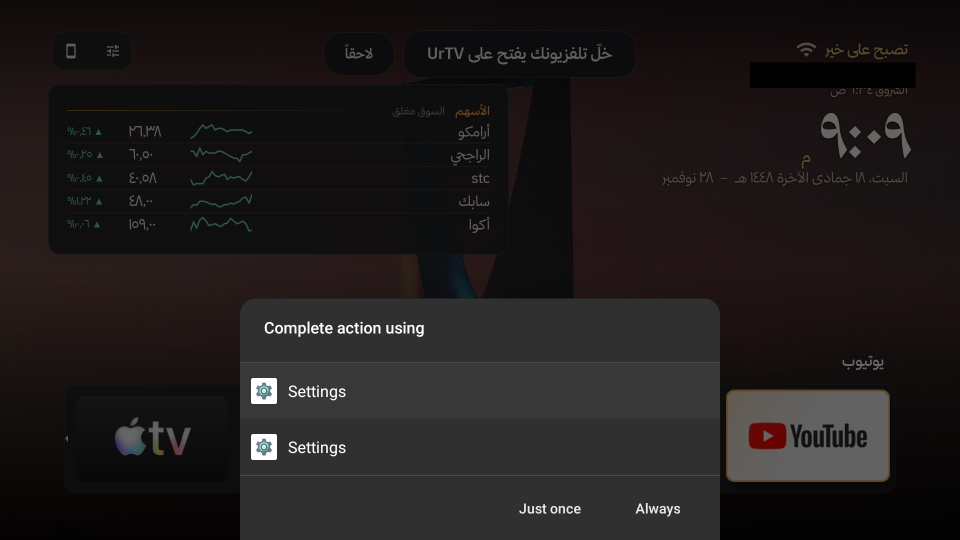 تصبح على خير
خلّ تلفزيونك يفتح على UrTV
لاحقاً
الشروق ٦:٣٤ ص
٩:٠٩ م
السبت، ١٨ جمادى الآخرة ١٤٤٨ هـ – ٢٨ نوفمبر
الأسهم السوق مغلق
أرامكو ٢٦٫٣٨ ▲ ٠٫٤٦%
الراجحي ٦٠٫٥٠ ▲ ٠٫٢٥%
stc ٤٠٫٥٨ ▲ ٠٫٤٥%
سابك ٤٨٫٠٠ ▲ ١٫٢٢%
أكوا ١٥٩٫٠٠ ▲ ٠٫٠٦%
Complete action using
Settings
Settings
Just once Always
يوتيوب
YouTube
tv